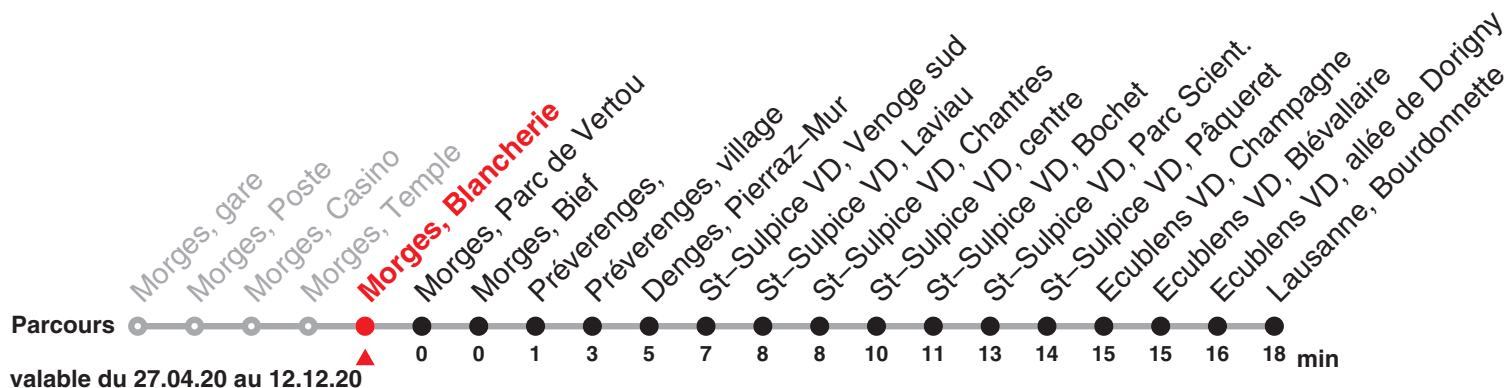 Morges, gare
Morges, Poste
Morges, Casino
Morges, Temple
Morges, Blancherie
Morges, Parc de Vertou
Morges, Bief
Préverenges,
Préverenges, village
Denges, Pierraz–Mur
St–Sulpice VD, Venoge sud
St–Sulpice VD, Laviau
St–Sulpice VD, Chantres
St–Sulpice VD, centre
St–Sulpice VD, Bochet
St–Sulpice VD, Parc Scient.
St–Sulpice VD, Pâqueret
Ecublens VD, Champagne
Ecublens VD, Blévallaire
Ecublens VD, allée de Dorigny
Lausanne, Bourdonnette
Parcours
0 0 1 3 5 7 8 8 10 11 13 14 15 15 16 18 min
valable du 27.04.20 au 12.12.20